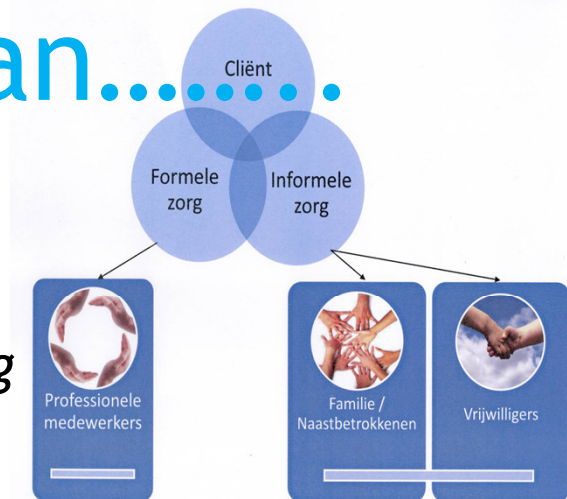 an........
Cliënt
Formele
zorg
Informele
zorg
g
Professionele
medewerkers
Familie /
Naastbetrokkenen
Vrijwilligers